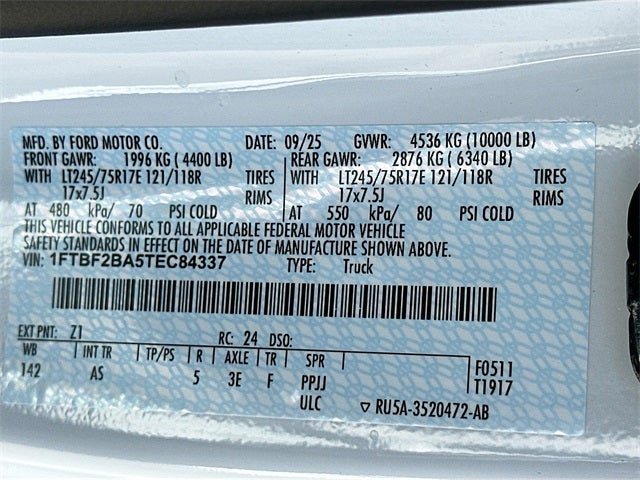 MFD. BY FORD MOTOR CO. DATE: 09/25 GVWR: 4536 KG (10000 LB)
FRONT GAWR: 1996 KG ( 4400 LB) REAR GAWR: 2876 KG ( 6340 LB)
WITH LT245/75R17E 121/118R TIRES WITH LT245/75R17E 121/118R TIRES
17x7.5J RIMS 17x7.5J RIMS
AT 480 kPa/ 70 PSI COLD AT 550 kPa/ 80 PSI COLD
THIS VEHICLE CONFORMS TO ALL APPLICABLE FEDERAL MOTOR VEHICLE
SAFETY STANDARDS IN EFFECT ON THE DATE OF MANUFACTURE SHOWN ABOVE.
VIN: 1FTBF2BA5TEC84337 TYPE: Truck
EXT PNT: Z1 RC: 24 DSO:
WB INT TR TP/PS R AXLE TR SPR F0511
142 AS 5 3E F PPJJ T1917
ULC ▽ RU5A-3520472-AB